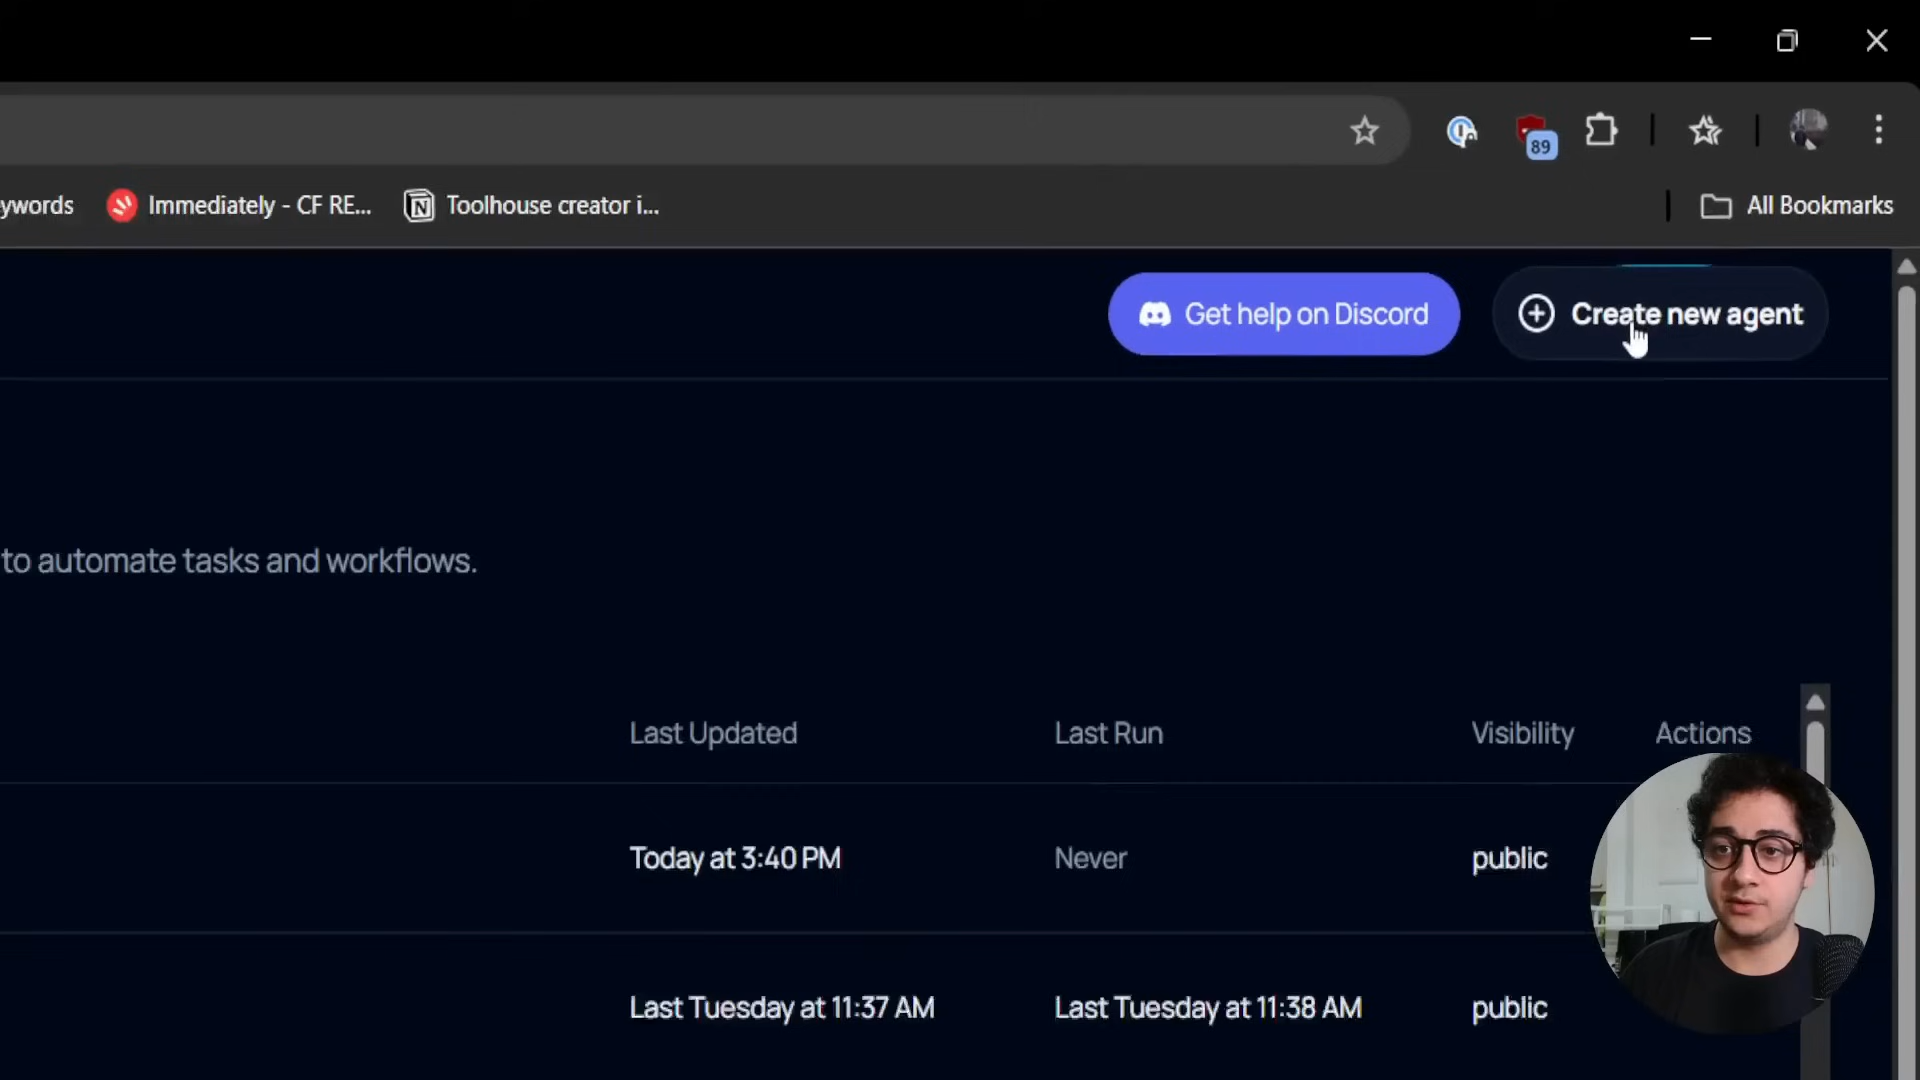 89
ywords
Immediately - CF RE...
Toolhouse creator i...
All Bookmarks
Get help on Discord
Create new agent
to automate tasks and workflows.
Last Updated Last Run Visibility Actions
Today at 3:40 PM Never public
Last Tuesday at 11:37 AM Last Tuesday at 11:38 AM public